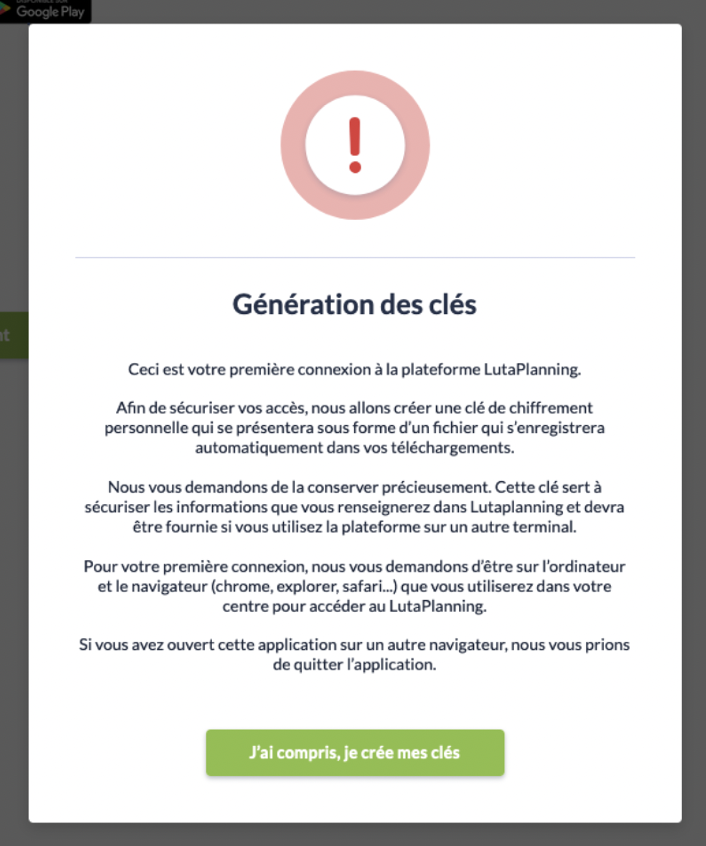 DISPONIBLE SUR
Google Play
nt
!
Génération des clés
Ceci est votre première connexion à la plateforme LutaPlanning.
Afin de sécuriser vos accès, nous allons créer une clé de chiffrement
personnelle qui se présentera sous forme d'un fichier qui s'enregistrera
automatiquement dans vos téléchargements.
Nous vous demandons de la conserver précieusement. Cette clé sert à
sécuriser les informations que vous renseignerez dans Lutaplanning et devra
être fournie si vous utilisez la plateforme sur un autre terminal.
Pour votre première connexion, nous vous demandons d'être sur l'ordinateur
et le navigateur (chrome, explorer, safari...) que vous utiliserez dans votre
centre pour accéder au LutaPlanning.
Si vous avez ouvert cette application sur un autre navigateur, nous vous prions
de quitter l'application.
J'ai compris, je crée mes clés